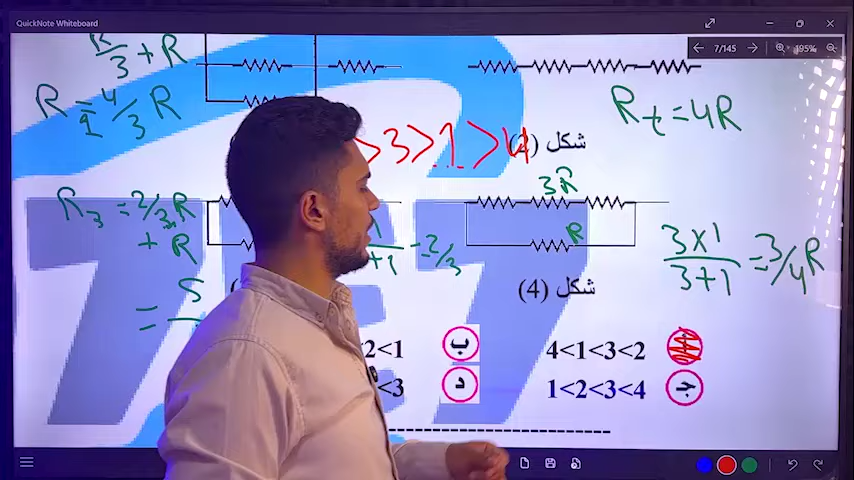 QuickNote Whiteboard
7/145
195%
R/3 + R
R1 = 4/3 R
Rt = 4R
>3>1>4
شكل (2)
R3 = 2/3 R
+ R
= 5
+1 = 2/3
3R
R
3×1/3+1 = 3/4 R
شكل (4)
4<1<3<2
ب
2<1
ج
1<2<3<4
د
<3